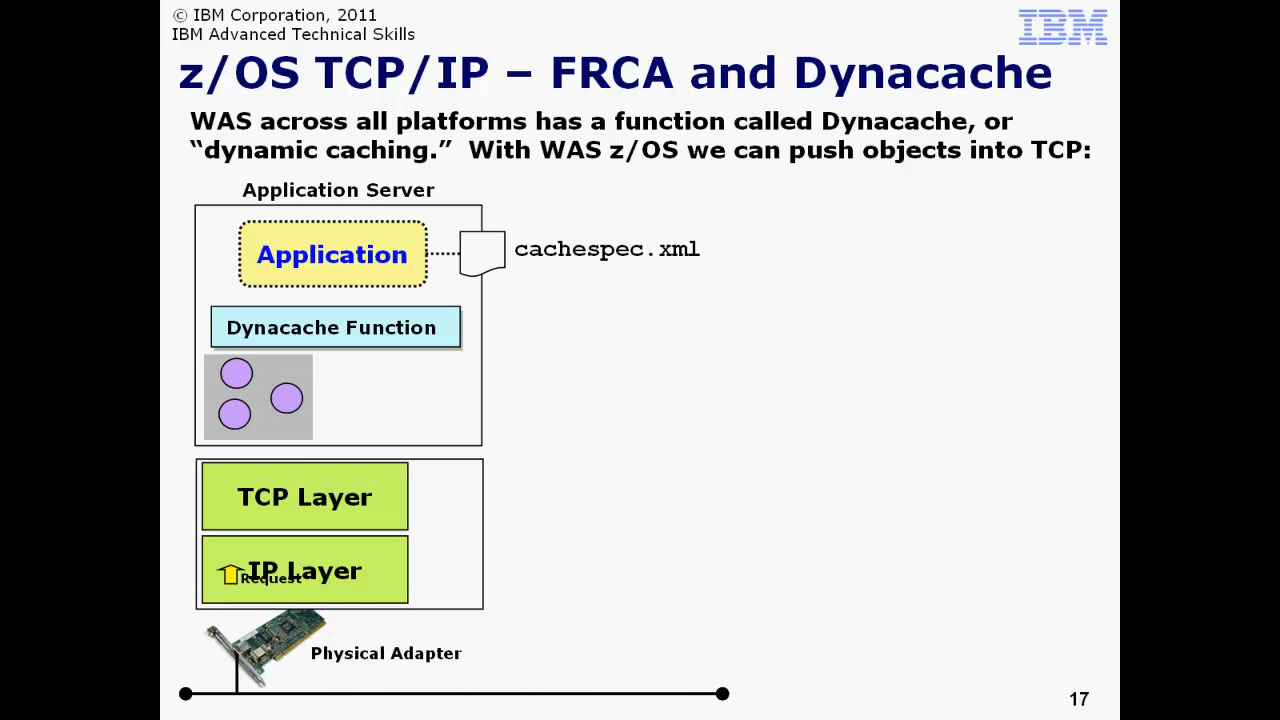 © IBM Corporation, 2011
IBM Advanced Technical Skills
IBM
z/OS TCP/IP – FRCA and Dynacache
WAS across all platforms has a function called Dynacache, or
“dynamic caching.” With WAS z/OS we can push objects into TCP:
Application Server
Application
cachespec.xml
Dynacache Function
TCP Layer
IP Layer
Request
Physical Adapter
17